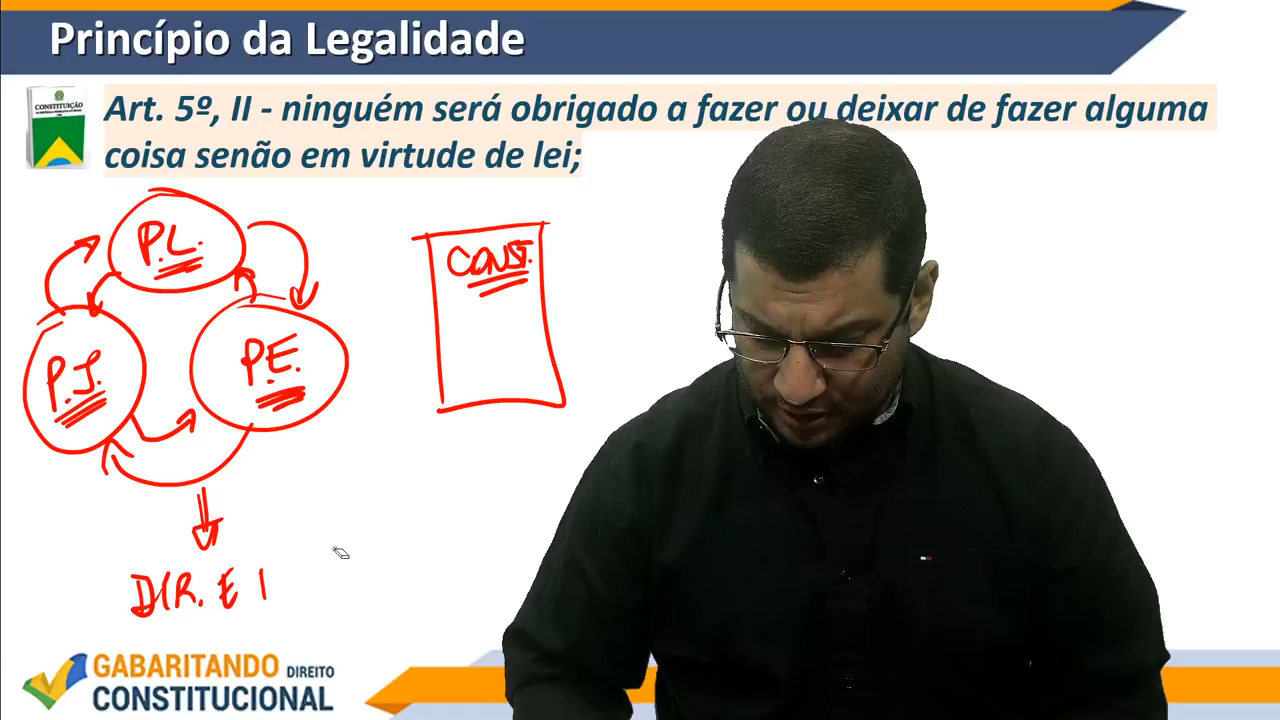 Princípio da Legalidade
CONSTITUIÇÃO
Art. 5º, II - ninguém será obrigado a fazer ou deixar de fazer alguma
coisa senão em virtude de lei;
P.L.
CONST.
P.J.
P.E.
DIR. E
GABARITANDO DIREITO
CONSTITUCIONAL